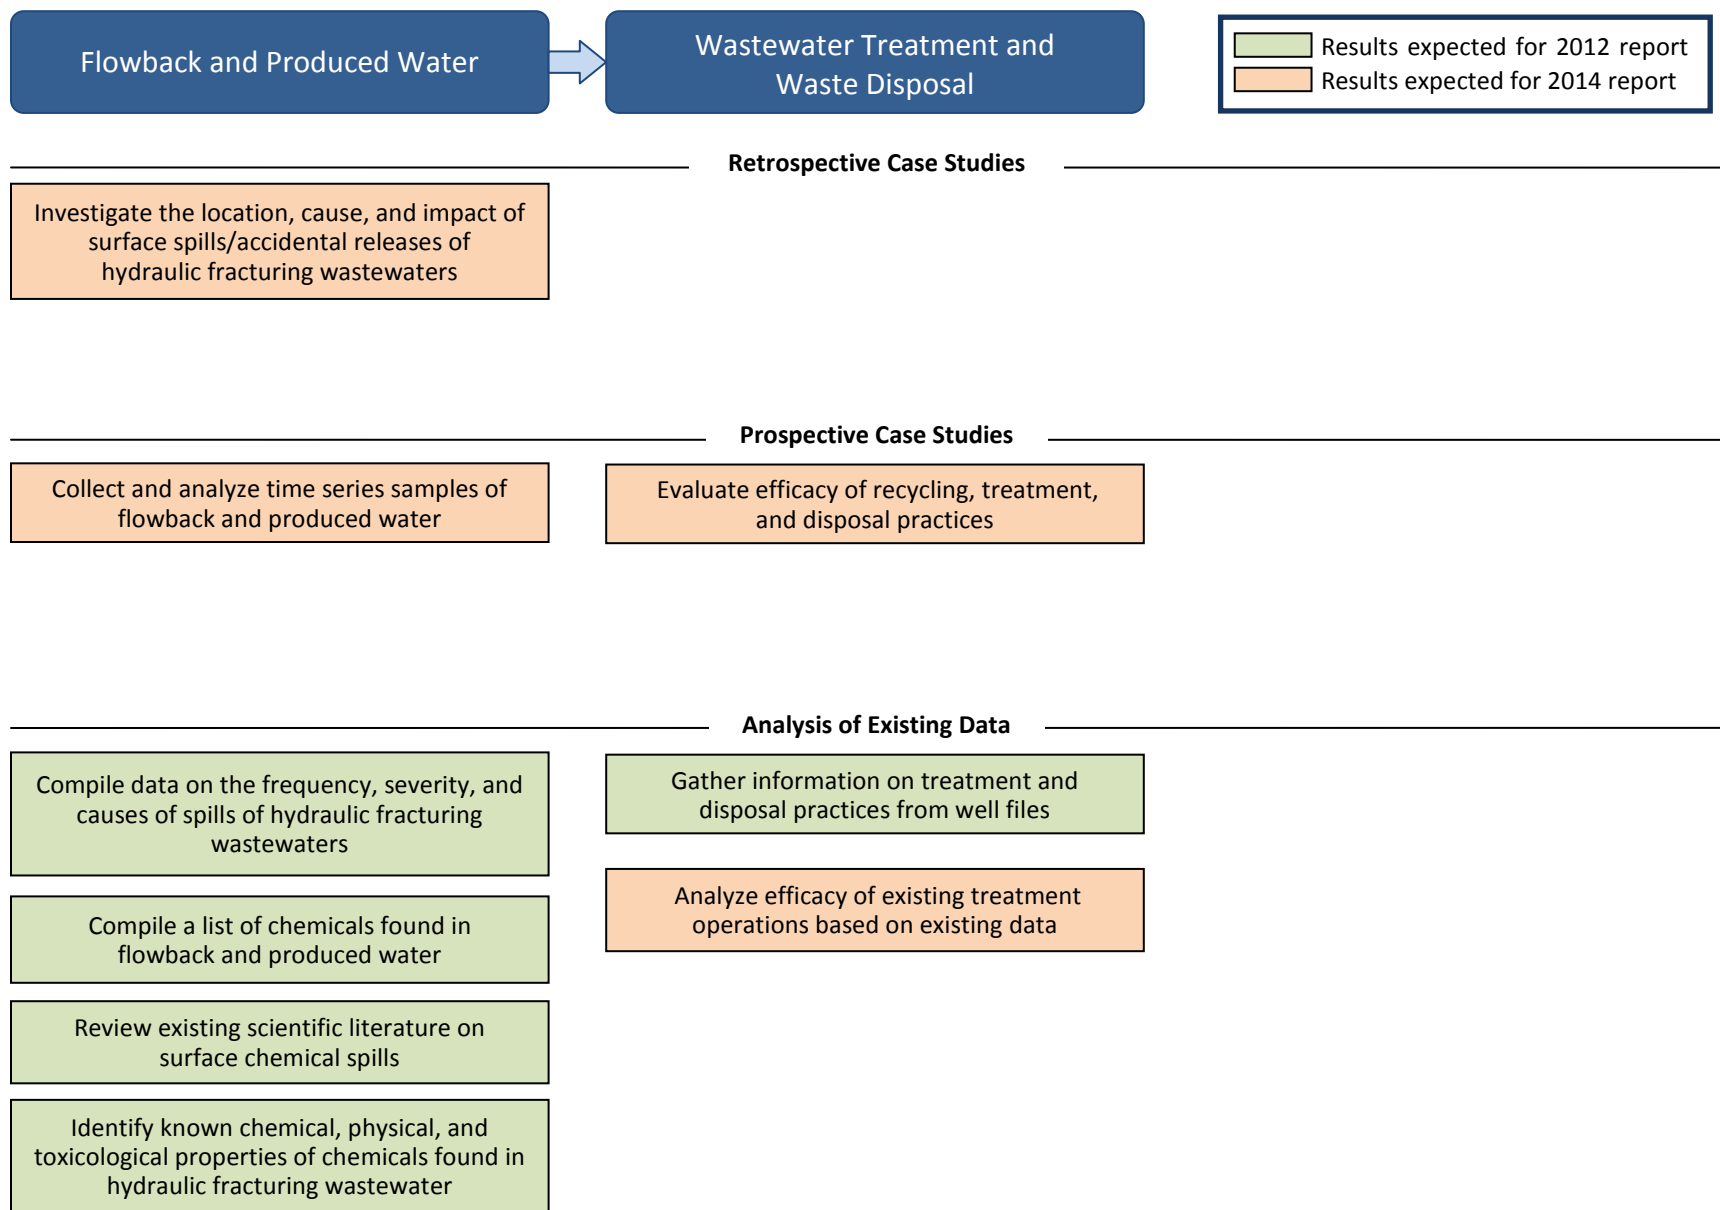 Flowback and Produced Water
Wastewater Treatment and
Waste Disposal
Results expected for 2012 report
Results expected for 2014 report
Retrospective Case Studies
Investigate the location, cause, and impact of
surface spills/accidental releases of
hydraulic fracturing wastewaters
Prospective Case Studies
Collect and analyze time series samples of
flowback and produced water
Evaluate efficacy of recycling, treatment,
and disposal practices
Analysis of Existing Data
Compile data on the frequency, severity, and
causes of spills of hydraulic fracturing
wastewaters
Gather information on treatment and
disposal practices from well files
Compile a list of chemicals found in
flowback and produced water
Analyze efficacy of existing treatment
operations based on existing data
Review existing scientific literature on
surface chemical spills
Identify known chemical, physical, and
toxicological properties of chemicals found in
hydraulic fracturing wastewater